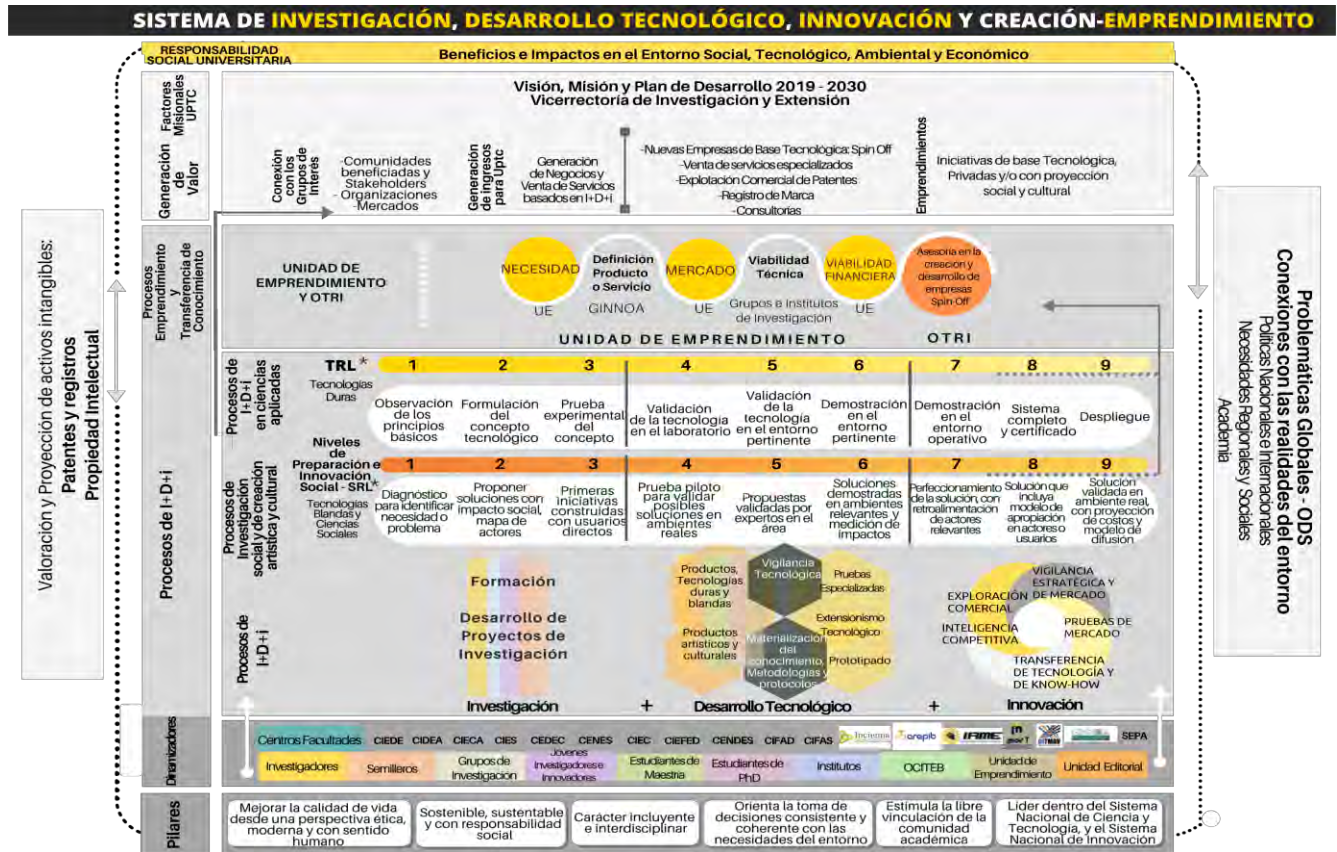 SISTEMA DE INVESTIGACIÓN, DESARROLLO TECNOLÓGICO, INNOVACIÓN Y CREACIÓN-EMPRENDIMIENTO
RESPONSABILIDAD
SOCIAL UNIVERSITARIA
Beneficios e Impactos en el Entorno Social, Tecnológico, Ambiental y Económico
Factores
Misionales
UPTC
Visión, Misión y Plan de Desarrollo 2019 - 2030
Vicerrectoría de Investigación y Extensión
Generación
de
Valor
Conexión
con los
Grupos de
Interés
-Comunidades
beneficiadas y
Stakeholders
- Organizaciones
-Mercados
Generación
de ingresos
para Uptc
Generación
de Negocios y
Venta de Servicios
basados en I+D+i
-Nuevas Empresas de Base Tecnológica: Spin Off
-Venta de servicios especializados
-Explotación Comercial de Patentes
-Registro de Marca
-Consultorías
Emprendimientos
Iniciativas de base Tecnológica,
Privadas y/o con proyección
social y cultural
Valoración y Proyección de activos intangibles:
Patentes y registros
Propiedad Intelectual
Problemáticas Globales - ODS
Conexiones con las realidades del entorno
Políticas Nacionales e Internacionales
Necesidades Regionales y Sociales
Academia
Procesos
Emprendimiento
y
Transferencia de
Conocimiento
UNIDAD DE
EMPRENDIMIENTO
Y OTRI
NECESIDAD
UE
Definición
Producto
o Servicio
GINNOA
MERCADO
UE
Viabilidad
Técnica
Grupos e Institutos
de Investigación
VIABILIDAD
FINANCIERA
UE
Asesoría en la
creación y
desarrollo de
empresas
Spin-Off
UNIDAD DE EMPRENDIMIENTO
OTRI
Procesos de I+D+i
Procesos de
I+D+i
en ciencias
aplicadas
TRL *
Tecnologías
Duras
1 2 3 4 5 6 7 8 9
Observación
de los
principios
básicos
Formulación
del
concepto
tecnológico
Prueba
experimental
del concepto
Validación
de la tecnologia
en el laboratorio
Validación
de la
tecnología
en el entorno
pertinente
Demostración
en el
entorno
pertinente
Demostración
en el
entorno
operativo
Sistema
completo
y certificado
Despliegue
Procesos de
Investigación
social y de creación
artística y cultural
Niveles
de
Preparación e
Innovación
Social - SRL*
Tecnologías
Blandas y
Ciencias
Sociales
1 2 3 4 5 6 7 8 9
Diagnóstico
para identificar
necesidad o
problema
Proponer
soluciones con
impacto social,
mapa de
actores
Primeras
iniciativas
construidas
con usuarios
directos
Prueba piloto
para validar
posibles
soluciones en
ambientes
reales
Propuestas
validadas por
expertos en el
área
Soluciones
demostradas
en ambientes
relevantes y
medición de
impactos
Perfeccionamiento
de la solución, con
retroalimentación
de actores
relevantes
Solución que
incluya
modelo de
apropiación
en actores o
usuarios
Solución
validada en
ambiente real,
con proyección
de costos y
modelo de
difusión
Procesos de
I+D+i
Formación
Desarrollo de
Proyectos de
Investigación
Productos,
Tecnologías
duras y
blandas
Productos
artísticos y
culturales
Vigilancia
Tecnológica
Materialización
del
conocimiento,
Metodologías y
protocolos
Pruebas
Especializadas
Extensionismo
Tecnológico
Prototipado
EXPLORACIÓN
COMERCIAL
VIGILANCIA
ESTRATÉGICA Y
DE MERCADO
INTELIGENCIA
COMPETITIVA
PRUEBAS DE
MERCADO
TRANSFERENCIA
DE TECNOLOGÍA Y
DE KNOW-HOW
Investigación + Desarrollo Tecnológico + Innovación
Dinamizadores
Centros Facultades CIEDE CIDEA CIECA CIES CEDEC CENES CIEC CIEFED CENDES CIFAD CIFAS Incitema IRME SEPA
Investigadores
Semilleros
Grupos de
Investigación
Jóvenes
Investigadores e
Innovadores
Estudiantes de
Maestría
Estudiantes de
PhD
Institutos
OCITEB
Unidad de
Emprendimiento
Unidad Editorial
Pilares
Mejorar la calidad de vida
desde una perspectiva ética,
moderna y con sentido
humano
Sostenible, sustentable
y con responsabilidad
social
Carácter Incluyente
e interdisciplinar
Orienta la toma de
decisiones consistente y
coherente con las
necesidades del entorno
Estimula la libre
vinculación de la
comunidad
académica
Líder dentro del Sistema
Nacional de Ciencia y
Tecnología, y el Sistema
Nacional de Innovación